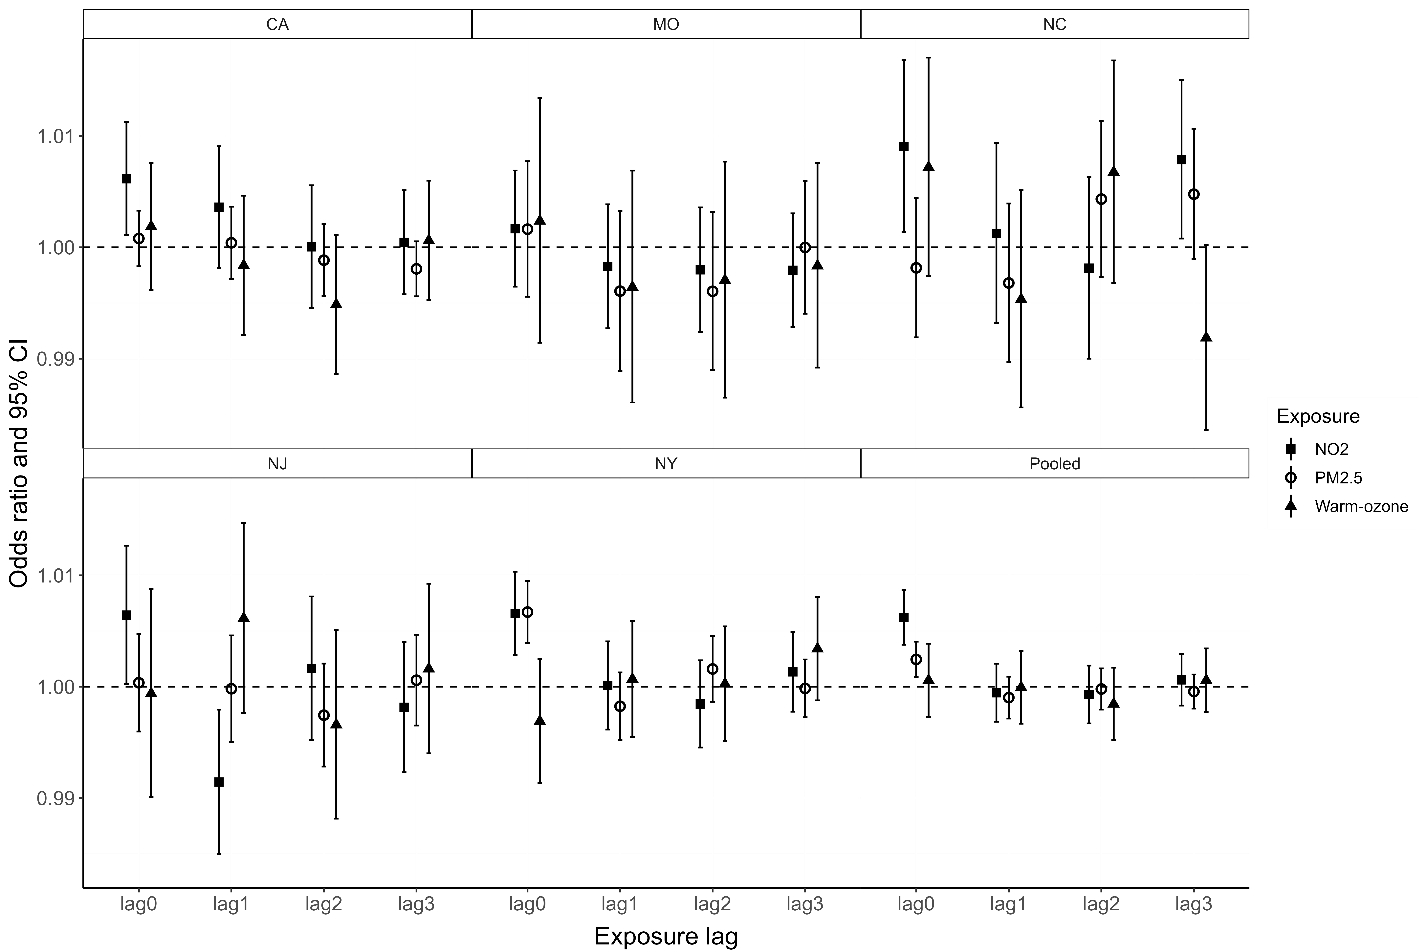 CA MO NC
1.01
1.00
0.99
NJ NY Pooled
1.01
1.00
0.99
lag0 lag1 lag2 lag3 lag0 lag1 lag2 lag3 lag0 lag1 lag2 lag3
Exposure lag
Odds ratio and 95% CI
Exposure
NO2
PM2.5
Warm-ozone